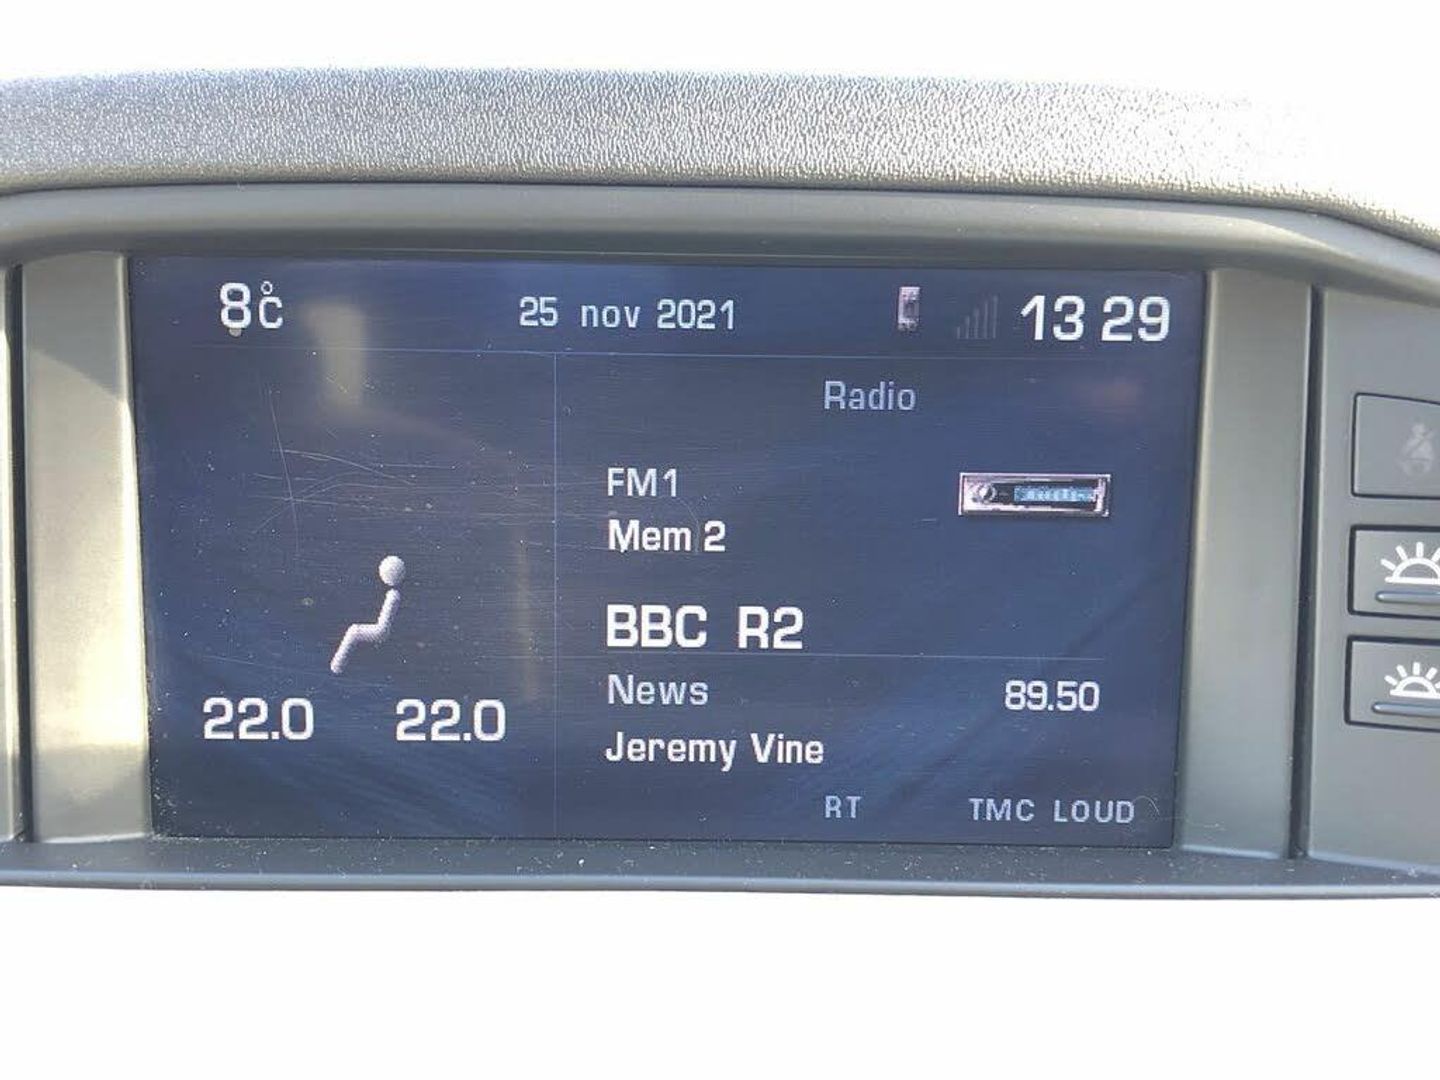 8°C 25 nov 2021 13 29
Radio
FM1
Mem 2
BBC R2
News 89.50
Jeremy Vine
22.0 22.0
RT TMC LOUD